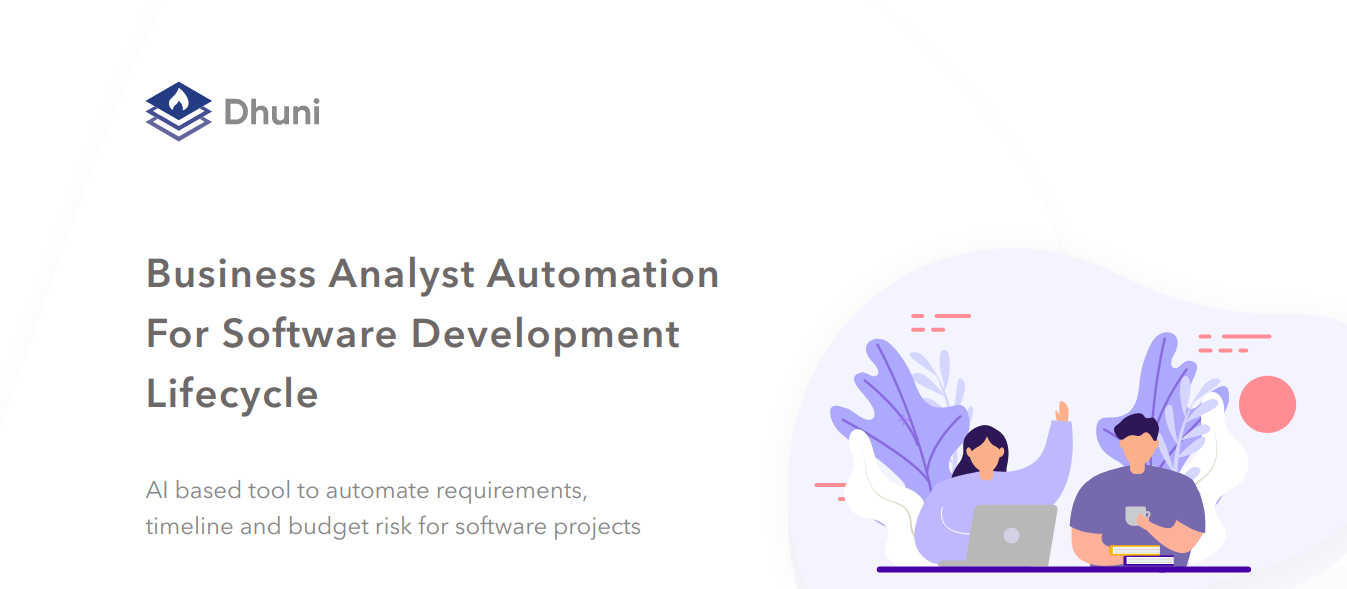 Dhuni
Business Analyst Automation
For Software Development
Lifecycle
AI based tool to automate requirements,
timeline and budget risk for software projects